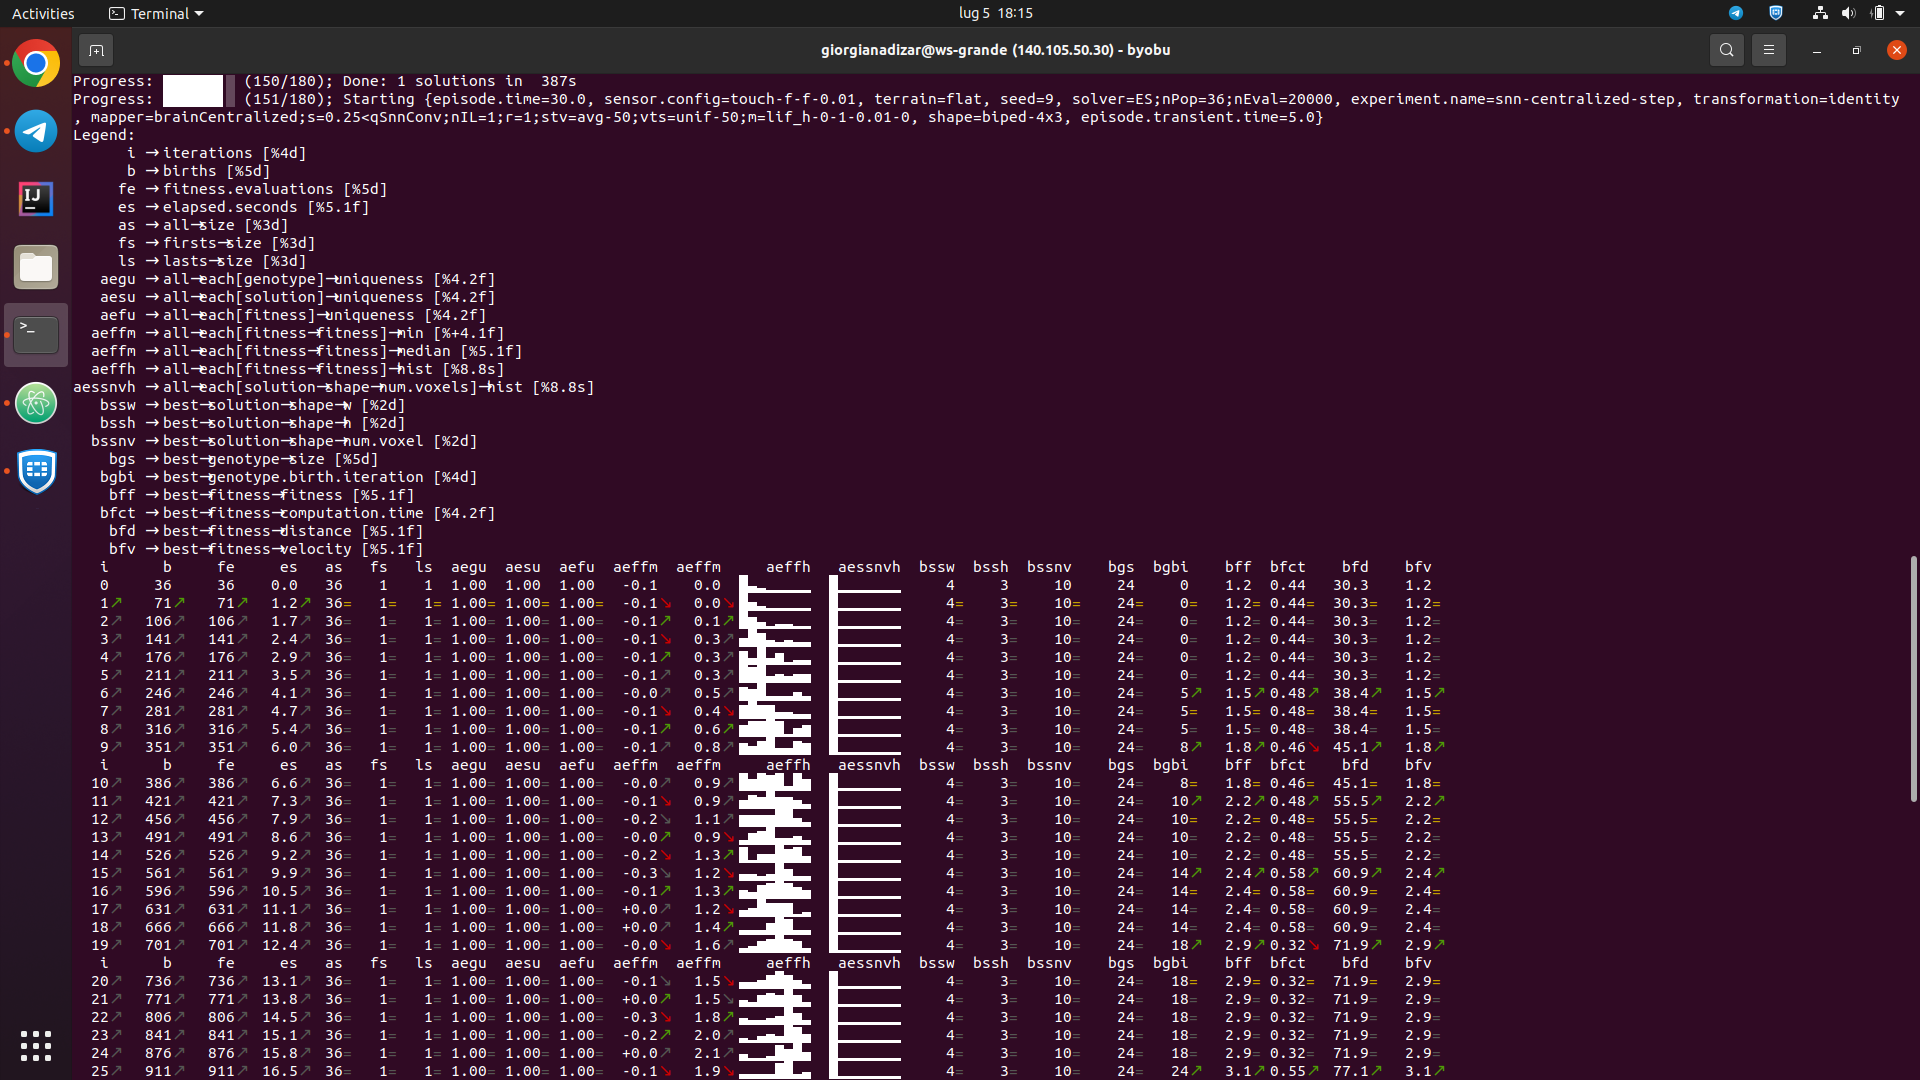 Activities
Terminal
lug 5 18:15
giorgianadizar@ws-grande (140.105.50.30) - byobu
Progress: (150/180); Done: 1 solutions in 387s
Progress: (151/180); Starting {episode.time=30.0, sensor.config=touch-f-f-0.01, terrain=flat, seed=9, solver=ES;nPop=36;nEval=20000, experiment.name=snn-centralized-step, transformation=identity
, mapper=brainCentralized;s=0.25<qSnnConv;nIL=1;r=1;stv=avg-50;vts=unif-50;m=lif_h-0-1-0.01-0, shape=biped-4x3, episode.transient.time=5.0}
Legend:
i → iterations [%4d]
b → births [%5d]
fe → fitness.evaluations [%5d]
es → elapsed.seconds [%5.1f]
as → all→size [%3d]
fs → firsts→size [%3d]
ls → lasts→size [%3d]
aegu → all→each[genotype]→uniqueness [%4.2f]
aesu → all→each[solution]→uniqueness [%4.2f]
aefu → all→each[fitness]→uniqueness [%4.2f]
aeffm → all→each[fitness→fitness]→min [%+4.1f]
aeffm → all→each[fitness→fitness]→median [%5.1f]
aeffh → all→each[fitness→fitness]→hist [%8.8s]
aessnvh → all→each[solution→shape→num.voxels]→hist [%8.8s]
bssw → best→solution→shape→w [%2d]
bssh → best→solution→shape→h [%2d]
bssnv → best→solution→shape→num.voxel [%2d]
bgs → best→genotype→size [%5d]
bgbi → best→genotype.birth.iteration [%4d]
bff → best→fitness→fitness [%5.1f]
bfct → best→fitness→computation.time [%4.2f]
bfd → best→fitness→distance [%5.1f]
bfv → best→fitness→velocity [%5.1f]
i b fe es as fs ls aegu aesu aefu aeffm aeffm aeffh aessnvh bssw bssh bssnv bgs bgbi bff bfct bfd bfv
0 36 36 0.0 36 1 1 1.00 1.00 1.00 -0.1 0.0 4 3 10 24 0 1.2 0.44 30.3 1.2
1↗ 71↗ 71↗ 1.2↗ 36= 1= 1= 1.00= 1.00= 1.00= -0.1↘ 0.0↘ 4= 3= 10= 24= 0= 1.2= 0.44= 30.3= 1.2=
2↗ 106↗ 106↗ 1.7↗ 36= 1= 1= 1.00= 1.00= 1.00= -0.1↗ 0.1↗ 4= 3= 10= 24= 0= 1.2= 0.44= 30.3= 1.2=
3↗ 141↗ 141↗ 2.4↗ 36= 1= 1= 1.00= 1.00= 1.00= -0.1↘ 0.3↗ 4= 3= 10= 24= 0= 1.2= 0.44= 30.3= 1.2=
4↗ 176↗ 176↗ 2.9↗ 36= 1= 1= 1.00= 1.00= 1.00= -0.1↗ 0.3↗ 4= 3= 10= 24= 0= 1.2= 0.44= 30.3= 1.2=
5↗ 211↗ 211↗ 3.5↗ 36= 1= 1= 1.00= 1.00= 1.00= -0.1↗ 0.3↗ 4= 3= 10= 24= 0= 1.2= 0.44= 30.3= 1.2=
6↗ 246↗ 246↗ 4.1↗ 36= 1= 1= 1.00= 1.00= 1.00= -0.0↗ 0.5↗ 4= 3= 10= 24= 5↗ 1.5↗ 0.48↗ 38.4↗ 1.5↗
7↗ 281↗ 281↗ 4.7↗ 36= 1= 1= 1.00= 1.00= 1.00= -0.1↘ 0.4↘ 4= 3= 10= 24= 5= 1.5= 0.48= 38.4= 1.5=
8↗ 316↗ 316↗ 5.4↗ 36= 1= 1= 1.00= 1.00= 1.00= -0.1↗ 0.6↗ 4= 3= 10= 24= 5= 1.5= 0.48= 38.4= 1.5=
9↗ 351↗ 351↗ 6.0↗ 36= 1= 1= 1.00= 1.00= 1.00= -0.1↗ 0.8↗ 4= 3= 10= 24= 8↗ 1.8↗ 0.46↘ 45.1↗ 1.8↗
i b fe es as fs ls aegu aesu aefu aeffm aeffm aeffh aessnvh bssw bssh bssnv bgs bgbi bff bfct bfd bfv
10↗ 386↗ 386↗ 6.6↗ 36= 1= 1= 1.00= 1.00= 1.00= -0.0↗ 0.9↗ 4= 3= 10= 24= 8= 1.8= 0.46= 45.1= 1.8=
11↗ 421↗ 421↗ 7.3↗ 36= 1= 1= 1.00= 1.00= 1.00= -0.1↘ 0.9↗ 4= 3= 10= 24= 10↗ 2.2↗ 0.48↗ 55.5↗ 2.2↗
12↗ 456↗ 456↗ 7.9↗ 36= 1= 1= 1.00= 1.00= 1.00= -0.2↘ 1.1↗ 4= 3= 10= 24= 10= 2.2= 0.48= 55.5= 2.2=
13↗ 491↗ 491↗ 8.6↗ 36= 1= 1= 1.00= 1.00= 1.00= -0.0↗ 0.9↘ 4= 3= 10= 24= 10= 2.2= 0.48= 55.5= 2.2=
14↗ 526↗ 526↗ 9.2↗ 36= 1= 1= 1.00= 1.00= 1.00= -0.2↘ 1.3↗ 4= 3= 10= 24= 10= 2.2= 0.48= 55.5= 2.2=
15↗ 561↗ 561↗ 9.9↗ 36= 1= 1= 1.00= 1.00= 1.00= -0.3↘ 1.2↘ 4= 3= 10= 24= 14↗ 2.4↗ 0.58↗ 60.9↗ 2.4↗
16↗ 596↗ 596↗ 10.5↗ 36= 1= 1= 1.00= 1.00= 1.00= -0.1↗ 1.3↗ 4= 3= 10= 24= 14= 2.4= 0.58= 60.9= 2.4=
17↗ 631↗ 631↗ 11.1↗ 36= 1= 1= 1.00= 1.00= 1.00= +0.0↗ 1.2↘ 4= 3= 10= 24= 14= 2.4= 0.58= 60.9= 2.4=
18↗ 666↗ 666↗ 11.8↗ 36= 1= 1= 1.00= 1.00= 1.00= +0.0↗ 1.4↗ 4= 3= 10= 24= 14= 2.4= 0.58= 60.9= 2.4=
19↗ 701↗ 701↗ 12.4↗ 36= 1= 1= 1.00= 1.00= 1.00= -0.0↘ 1.6↗ 4= 3= 10= 24= 18↗ 2.9↗ 0.32↘ 71.9↗ 2.9↗
i b fe es as fs ls aegu aesu aefu aeffm aeffm aeffh aessnvh bssw bssh bssnv bgs bgbi bff bfct bfd bfv
20↗ 736↗ 736↗ 13.1↗ 36= 1= 1= 1.00= 1.00= 1.00= -0.1↘ 1.5↘ 4= 3= 10= 24= 18= 2.9= 0.32= 71.9= 2.9=
21↗ 771↗ 771↗ 13.8↗ 36= 1= 1= 1.00= 1.00= 1.00= +0.0↗ 1.5↘ 4= 3= 10= 24= 18= 2.9= 0.32= 71.9= 2.9=
22↗ 806↗ 806↗ 14.5↗ 36= 1= 1= 1.00= 1.00= 1.00= -0.3↘ 1.8↗ 4= 3= 10= 24= 18= 2.9= 0.32= 71.9= 2.9=
23↗ 841↗ 841↗ 15.1↗ 36= 1= 1= 1.00= 1.00= 1.00= -0.2↗ 2.0↗ 4= 3= 10= 24= 18= 2.9= 0.32= 71.9= 2.9=
24↗ 876↗ 876↗ 15.8↗ 36= 1= 1= 1.00= 1.00= 1.00= +0.0↗ 2.1↗ 4= 3= 10= 24= 18= 2.9= 0.32= 71.9= 2.9=
25↗ 911↗ 911↗ 16.5↗ 36= 1= 1= 1.00= 1.00= 1.00= -0.1↘ 1.9↘ 4= 3= 10= 24= 24↗ 3.1↗ 0.55↗ 77.1↗ 3.1↗